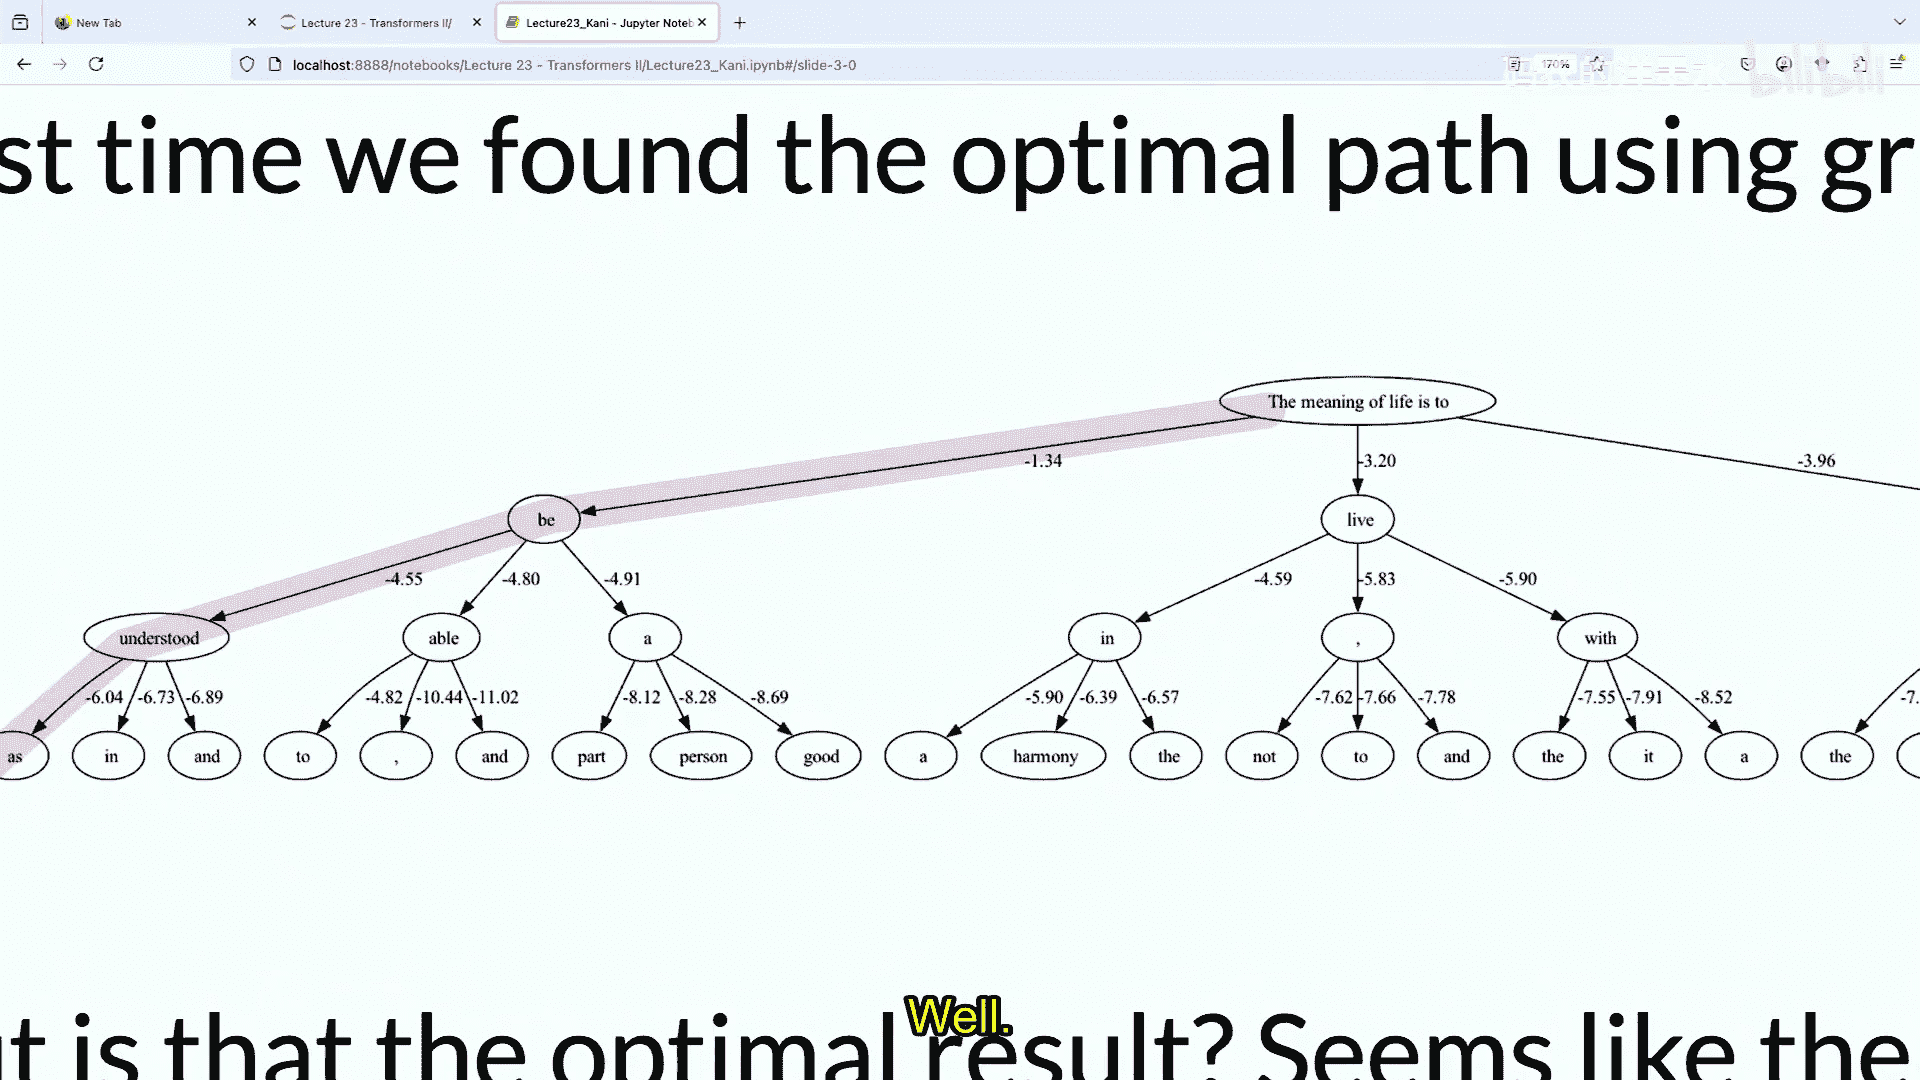 New Tab
Lecture 23 - Transformers II/
Lecture23_Kani - Jupyter Noteb
localhost:8888/notebooks/Lecture 23 - Transformers II/Lecture23_Kani.ipynb#/slide-3-0
170%
bilibili
st time we found the optimal path using gr
The meaning of life is to
-1.34 -3.20 -3.96
be live
-4.55 -4.80 -4.91 -4.59 -5.83 -5.90
understood able a in , with
-6.04 -6.73 -6.89 -4.82 -10.44 -11.02 -8.12 -8.28 -8.69 -5.90 -6.39 -6.57 -7.62 -7.66 -7.78 -7.55 -7.91 -8.52 -7.
as in and to , and part person good a harmony the not to and the it a the
Well.
ut is that the optimal result? Seems like the